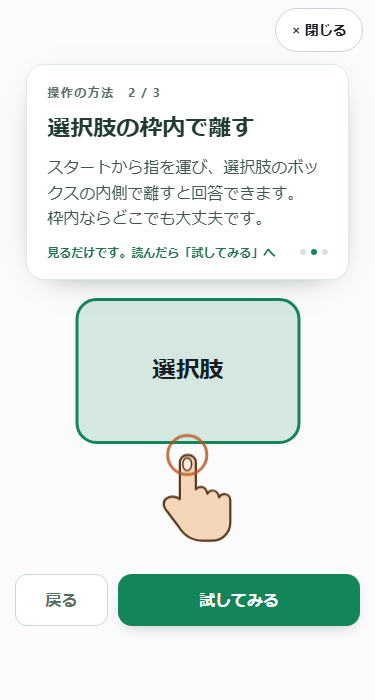 × 閉じる
操作の方法 2 / 3
選択肢の枠内で離す
スタートから指を運び、選択肢のボッ
クスの内側で離すと回答できます。
枠内ならどこでも大丈夫です。
見るだけです。読んだら「試してみる」へ
選択肢
戻る
試してみる